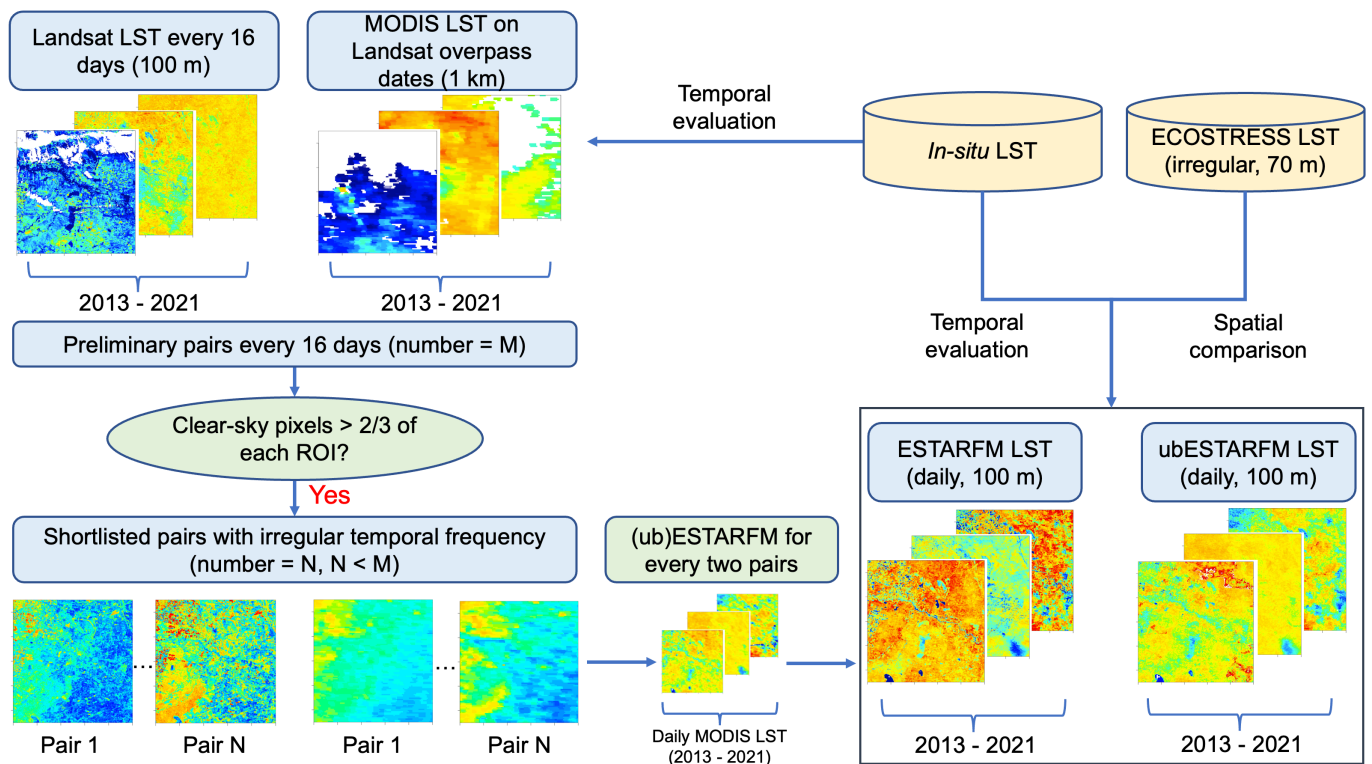 Landsat LST every 16
days (100 m)
MODIS LST on
Landsat overpass
dates (1 km)
2013 - 2021
2013 - 2021
Temporal
evaluation
In-situ LST
ECOSTRESS LST
(irregular, 70 m)
Temporal
evaluation
Spatial
comparison
Preliminary pairs every 16 days (number = M)
Clear-sky pixels > 2/3 of
each ROI?
Yes
Shortlisted pairs with irregular temporal frequency
(number = N, N < M)
...
...
Pair 1
Pair N
Pair 1
Pair N
(ub)ESTARFM for
every two pairs
Daily MODIS LST
(2013 - 2021)
ESTARFM LST
(daily, 100 m)
2013 - 2021
ubESTARFM LST
(daily, 100 m)
2013 - 2021